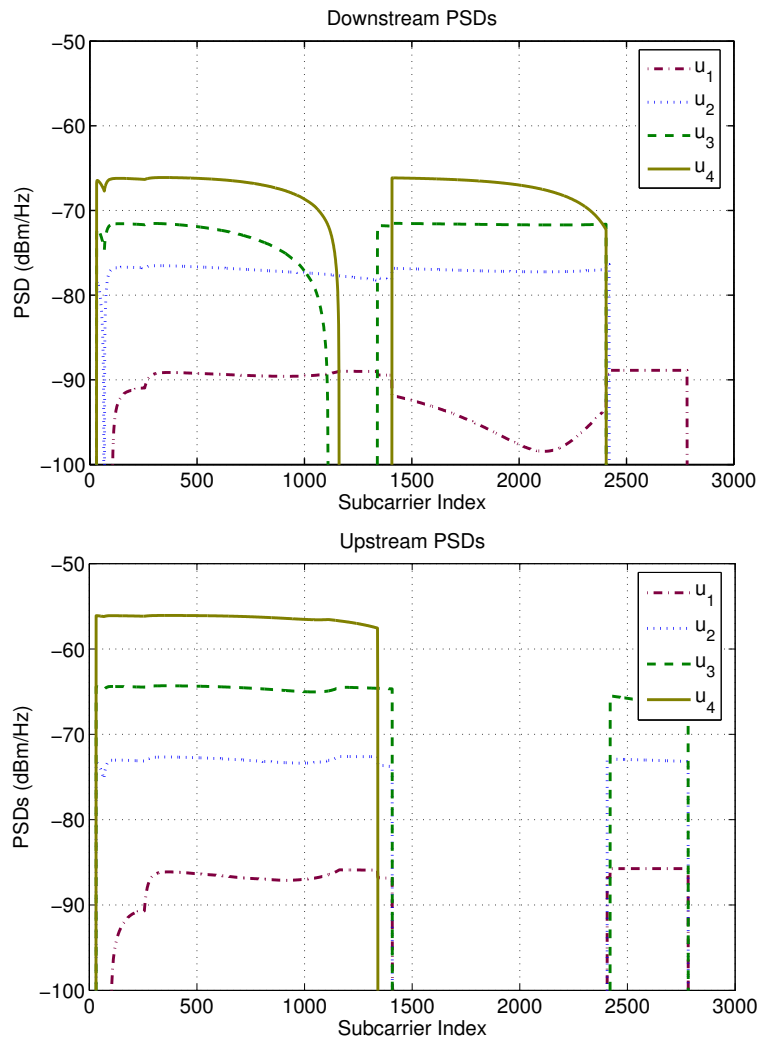 Downstream PSDs
−50
−60
−70
−80
−90
−100
PSD (dBm/Hz)
0 500 1000 1500 2000 2500 3000
Subcarrier Index
u1
u2
u3
u4
Upstream PSDs
−50
−60
−70
−80
−90
−100
PSDs (dBm/Hz)
0 500 1000 1500 2000 2500 3000
Subcarrier Index
u1
u2
u3
u4